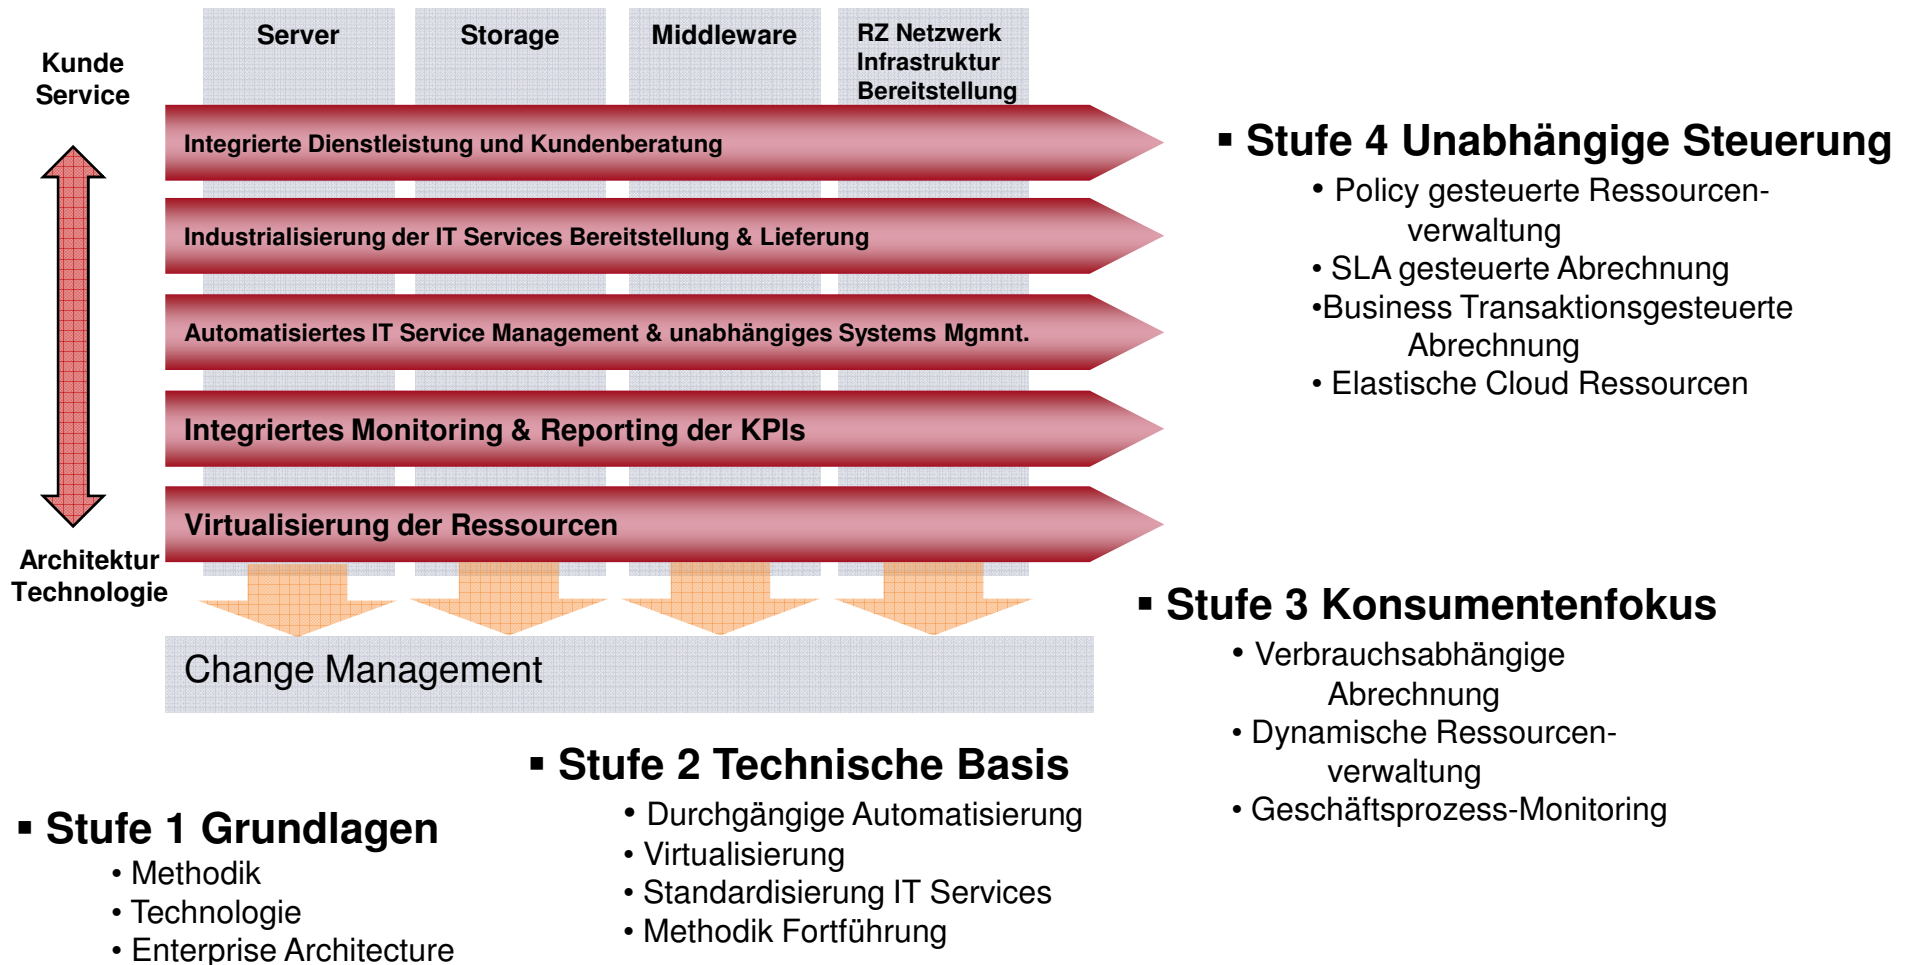 Kunde
Service
Server
Storage
Middleware
RZ Netzwerk
Infrastruktur
Bereitstellung
Integrierte Dienstleistung und Kundenberatung
Industrialisierung der IT Services Bereitstellung & Lieferung
Automatisiertes IT Service Management & unabhängiges Systems Mgmnt.
Integriertes Monitoring & Reporting der KPIs
Virtualisierung der Ressourcen
Architektur
Technologie
Change Management
▪ Stufe 4 Unabhängige Steuerung
• Policy gesteuerte Ressourcen-
verwaltung
• SLA gesteuerte Abrechnung
•Business Transaktionsgesteuerte
Abrechnung
• Elastische Cloud Ressourcen
▪ Stufe 3 Konsumentenfokus
• Verbrauchsabhängige
Abrechnung
• Dynamische Ressourcen-
verwaltung
• Geschäftsprozess-Monitoring
▪ Stufe 2 Technische Basis
• Durchgängige Automatisierung
• Virtualisierung
• Standardisierung IT Services
• Methodik Fortführung
▪ Stufe 1 Grundlagen
• Methodik
• Technologie
• Enterprise Architecture